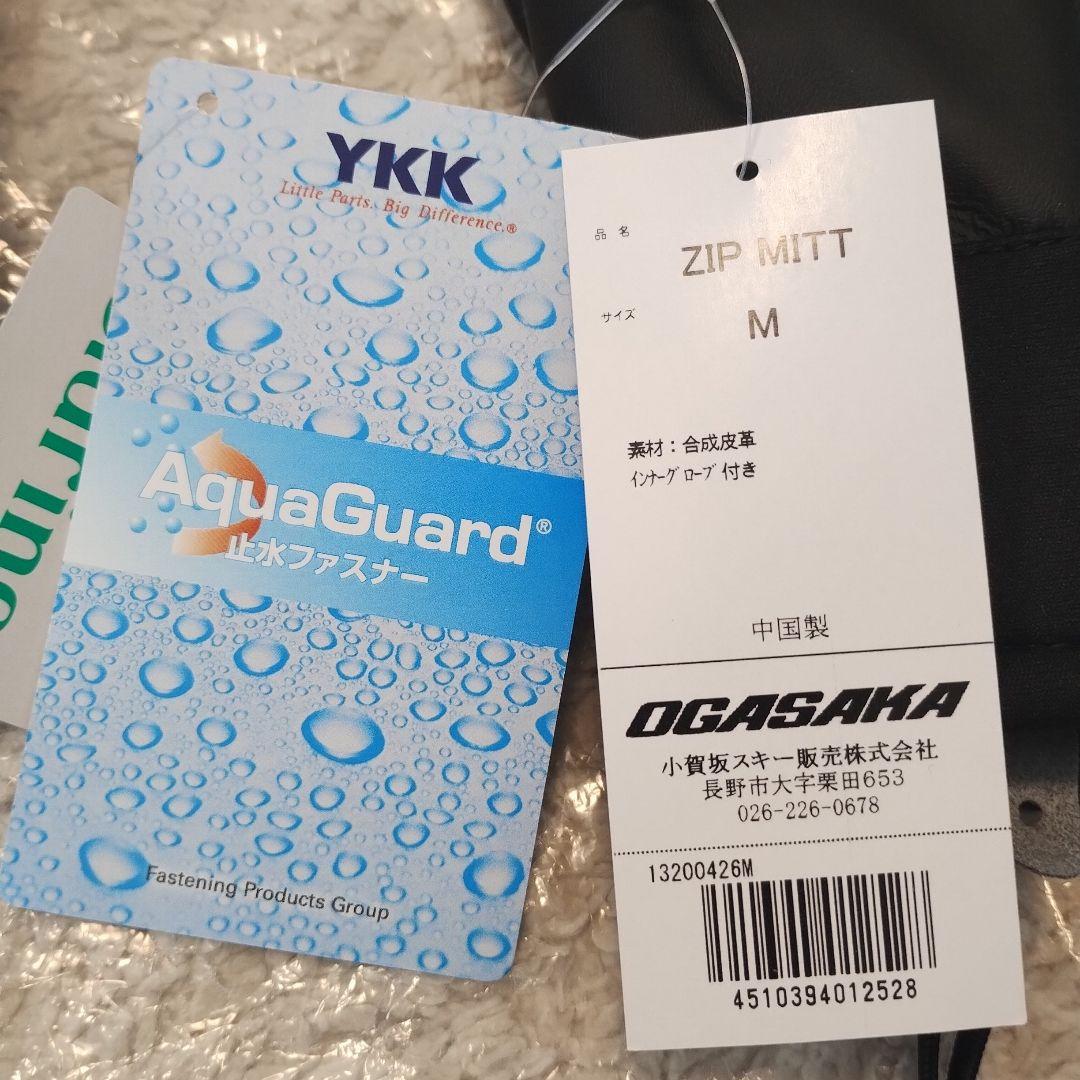 YKK
Little Parts. Big Difference.®
AquaGuard®
止水ファスナー
Fastening Products Group
品名
ZIP MITT
サイズ
M
素材：合成皮革
ｲﾝﾅｰｸﾞﾛｰﾌﾞ付き
中国製
OGASAKA
小賀坂スキー販売株式会社
長野市大字栗田653
026-226-0678
13200426M
4510394012528